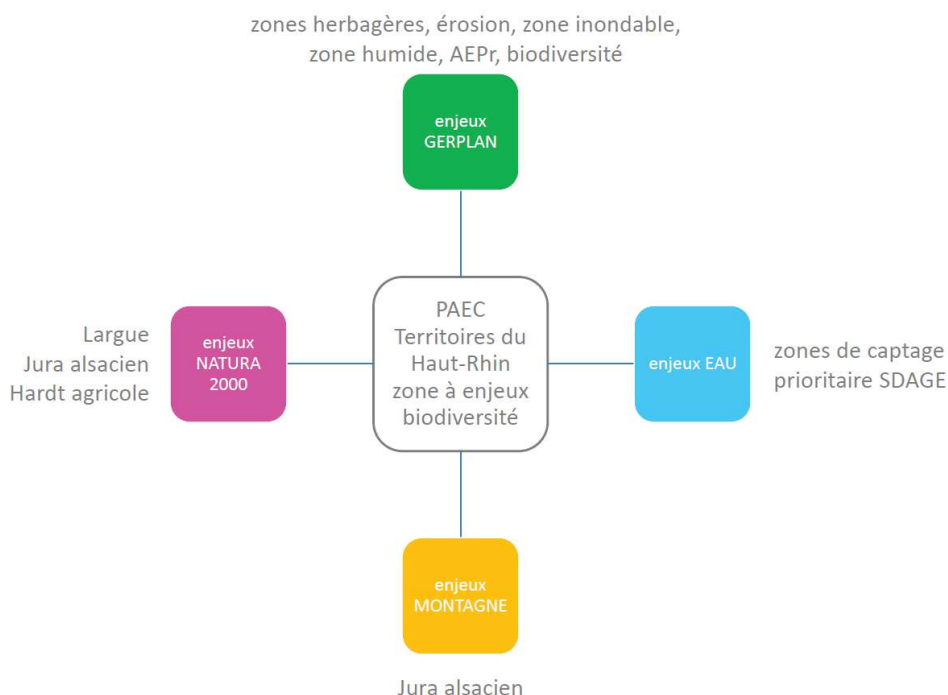 zones herbagères, érosion, zone inondable,
zone humide, AEPr, biodiversité
enjeux
GERPLAN
Largue
Jura alsacien
Hardt agricole
enjeux
NATURA
2000
PAEC
Territoires du
Haut-Rhin
zone à enjeux
biodiversité
enjeux EAU
zones de captage
prioritaire SDAGE
enjeux
MONTAGNE
Jura alsacien